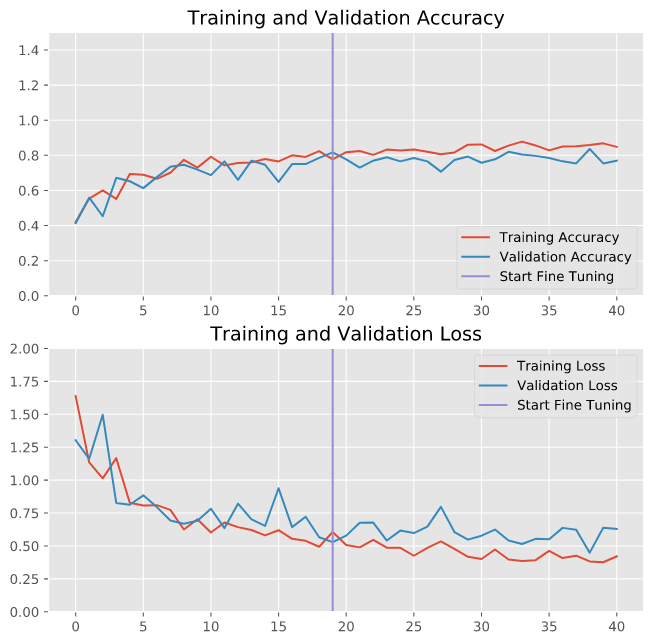 Training and Validation Accuracy
1.4
1.2
1.0
0.8
0.6
0.4
0.2
0.0
Training Accuracy
Validation Accuracy
Start Fine Tuning
0 5 10 15 20 25 30 35 40
Training and Validation Loss
2.00
1.75
1.50
1.25
1.00
0.75
0.50
0.25
0.00
Training Loss
Validation Loss
Start Fine Tuning
0 5 10 15 20 25 30 35 40